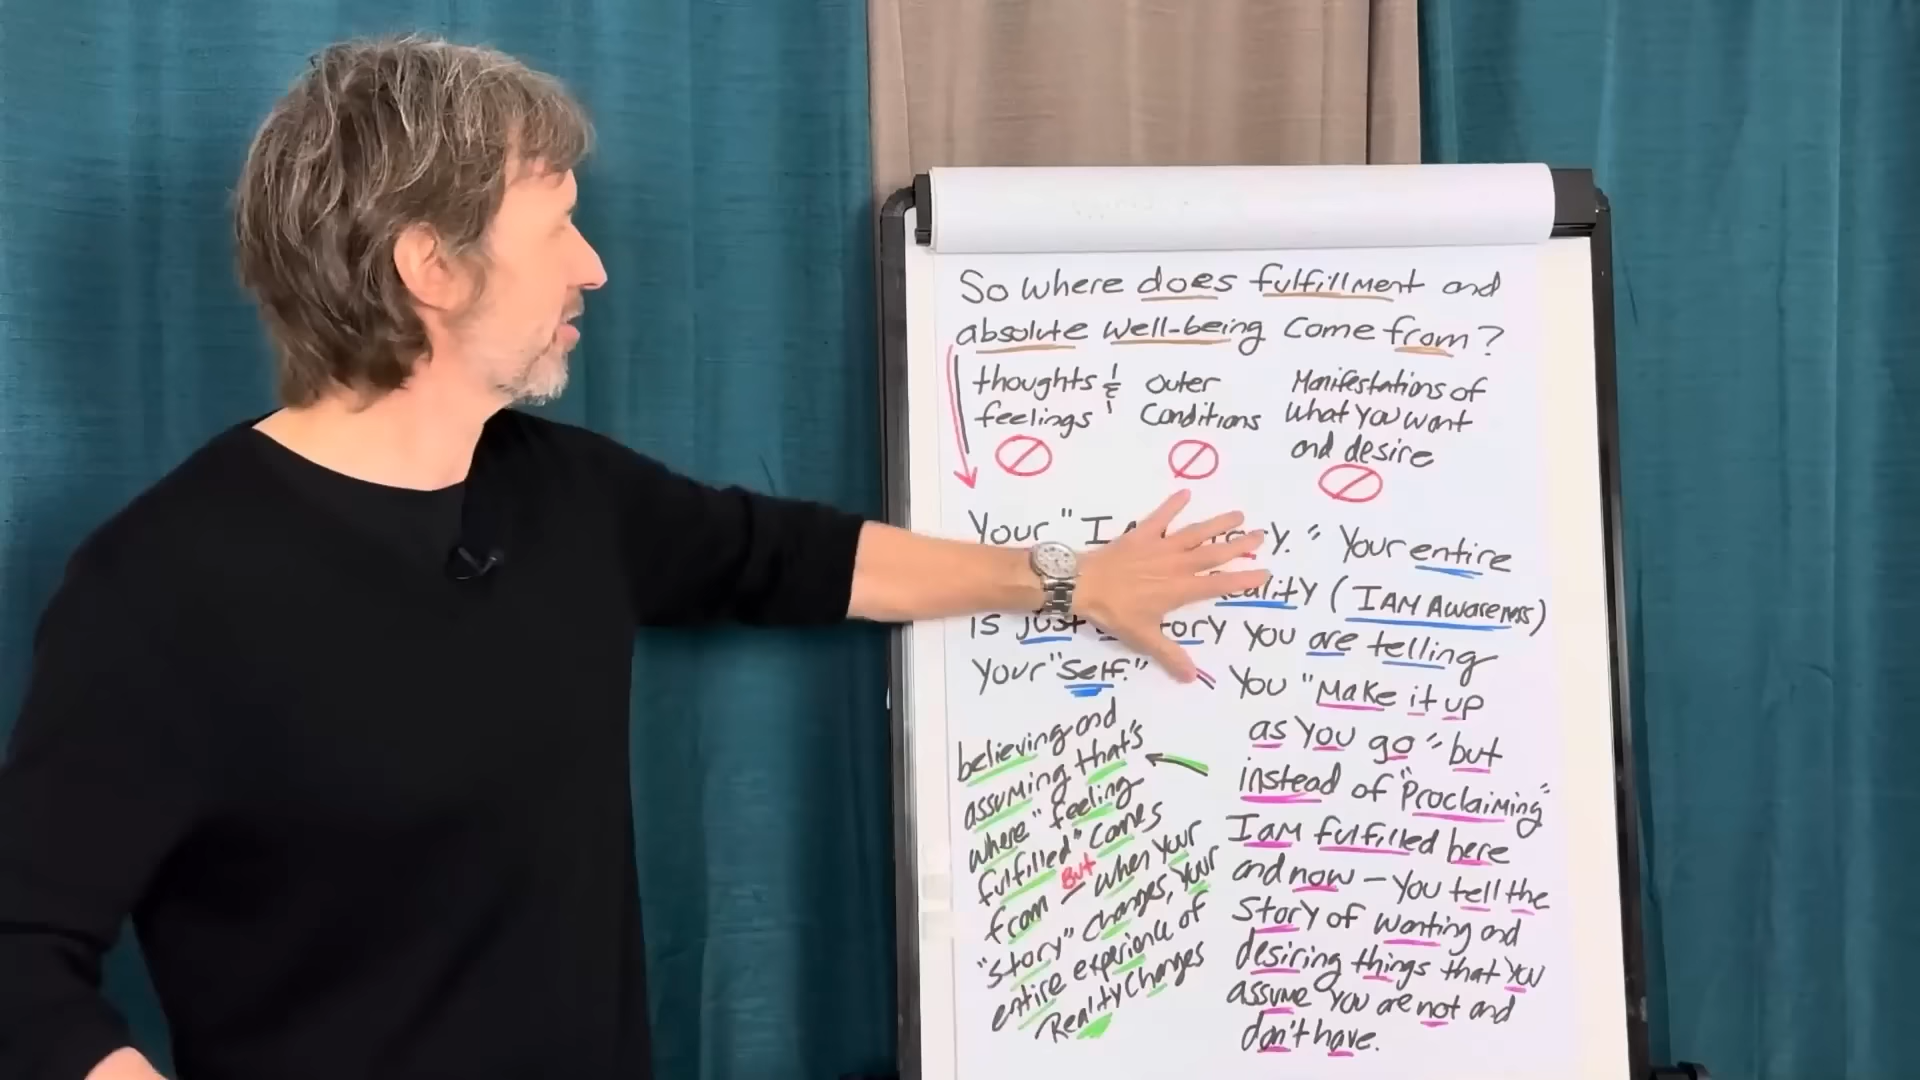 So where does fulfillment and
absolute well-being come from?
thoughts &
feelings
outer
conditions
Manifestations of
what you want
and desire
Your "I A y." Your entire
Reality (I AM Awareness)
is just story you are telling
Your "Self."
You "Make it up
as you go" but
instead of "Proclaiming"
I am fulfilled here
and now - you tell the
story of wanting and
desiring things that you
assume you are not and
don't have.
believing and
assuming that's
where "feeling
fulfilled" comes
from But - when your
"story" changes, your
entire experience of
Reality Changes